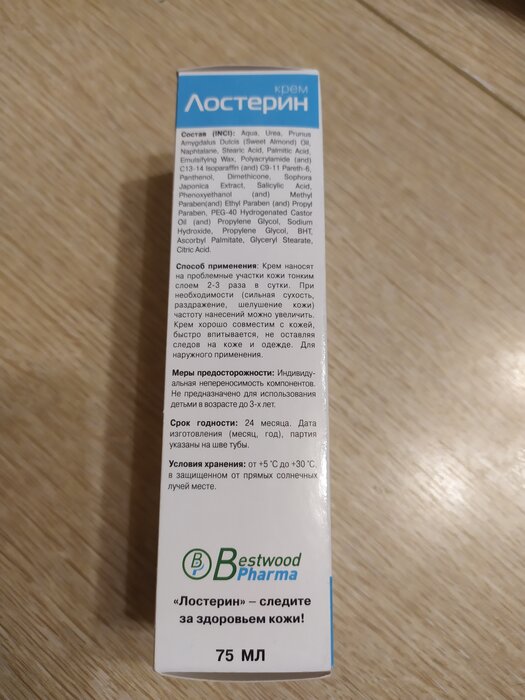 крем
Лостерин
Состав (INCI): Aqua, Urea, Prunus
Amygdalus Dulcis (Sweet Almond) Oil,
Naphtalane, Stearic Acid, Palmitic Acid,
Emulsifying Wax, Polyacrylamide (and)
C13-14 Isoparaffin (and) C9-11 Pareth-6,
Panthenol, Dimethicone, Sophora
Japonica Extract, Salicylic Acid,
Phenoxyethanol (and) Methyl
Paraben(and) Ethyl Paraben (and) Propyl
Paraben, PEG-40 Hydrogenated Castor
Oil (and) Propylene Glycol, Sodium
Hydroxide, Propylene Glycol, BHT,
Ascorbyl Palmitate, Glyceryl Stearate,
Citric Acid.
Способ применения: Крем наносят
на проблемные участки кожи тонким
слоем 2-3 раза в сутки. При
необходимости (сильная сухость,
раздражение, шелушение кожи)
частоту нанесений можно увеличить.
Крем хорошо совместим с кожей,
быстро впитывается, не оставляя
следов на коже и одежде. Для
наружного применения.
Меры предосторожности: Индивиду-
альная непереносимость компонентов.
Не предназначено для использования
детьми в возрасте до 3-х лет.
Срок годности: 24 месяца. Дата
изготовления (месяц, год), партия
указаны на шве тубы.
Условия хранения: от +5 °С до +30 °С,
в защищенном от прямых солнечных
лучей месте.
Bestwood
Pharma
«Лостерин» – следите
за здоровьем кожи!
75 МЛ